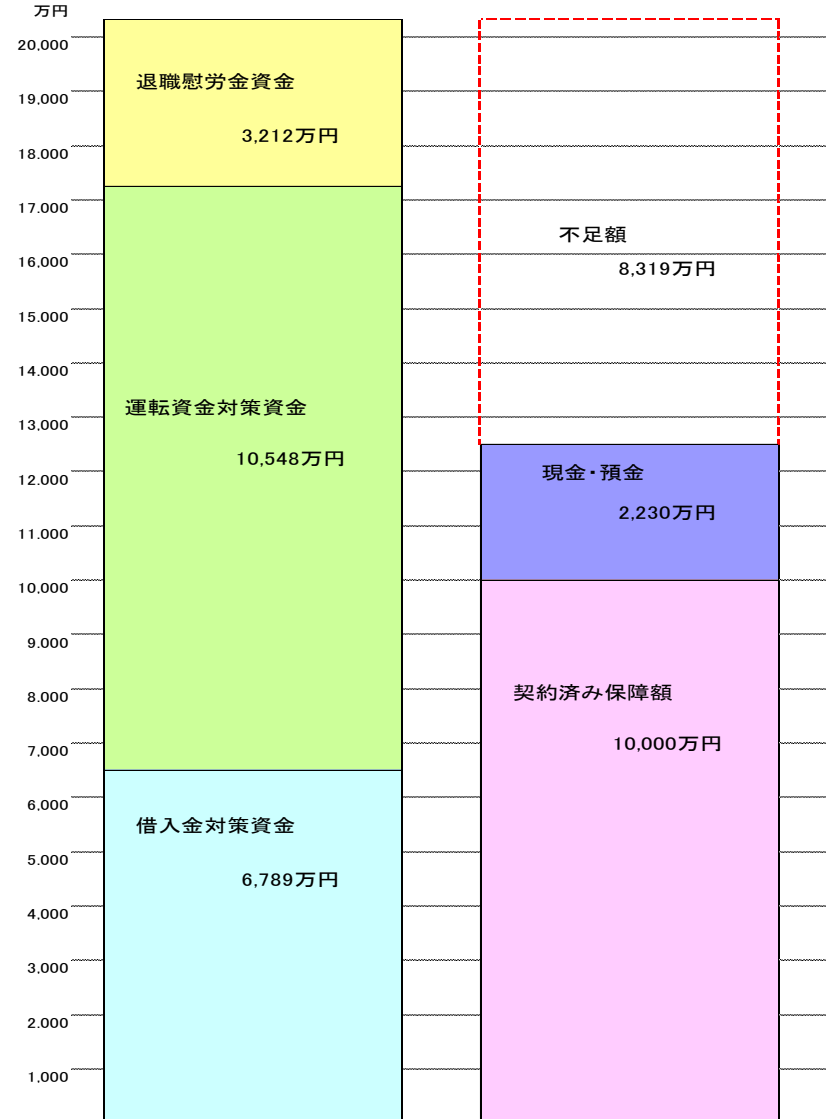 万円
20,000
19,000
18,000
17,000
16,000
15,000
14,000
13,000
12,000
11,000
10,000
9,000
8,000
7,000
6,000
5,000
4,000
3,000
2,000
1,000
退職慰労金資金
3,212万円
運転資金対策資金
10,548万円
借入金対策資金
6,789万円
不足額
8,319万円
現金・預金
2,230万円
契約済み保障額
10,000万円